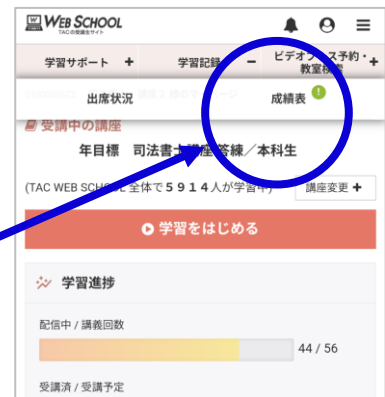 WEB SCHOOL
TACの受講生サイト
学習サポート +
学習記録 −
ビデオブース予約・教室検索 +
出席状況
成績表 !
受講中の講座
年目標 司法書士講座 答練／本科生
(TAC WEB SCHOOL 全体で5914人が学習中)
講座変更 +
学習をはじめる
学習進捗
配信中 / 講義回数
44 / 56
受講済 / 受講予定